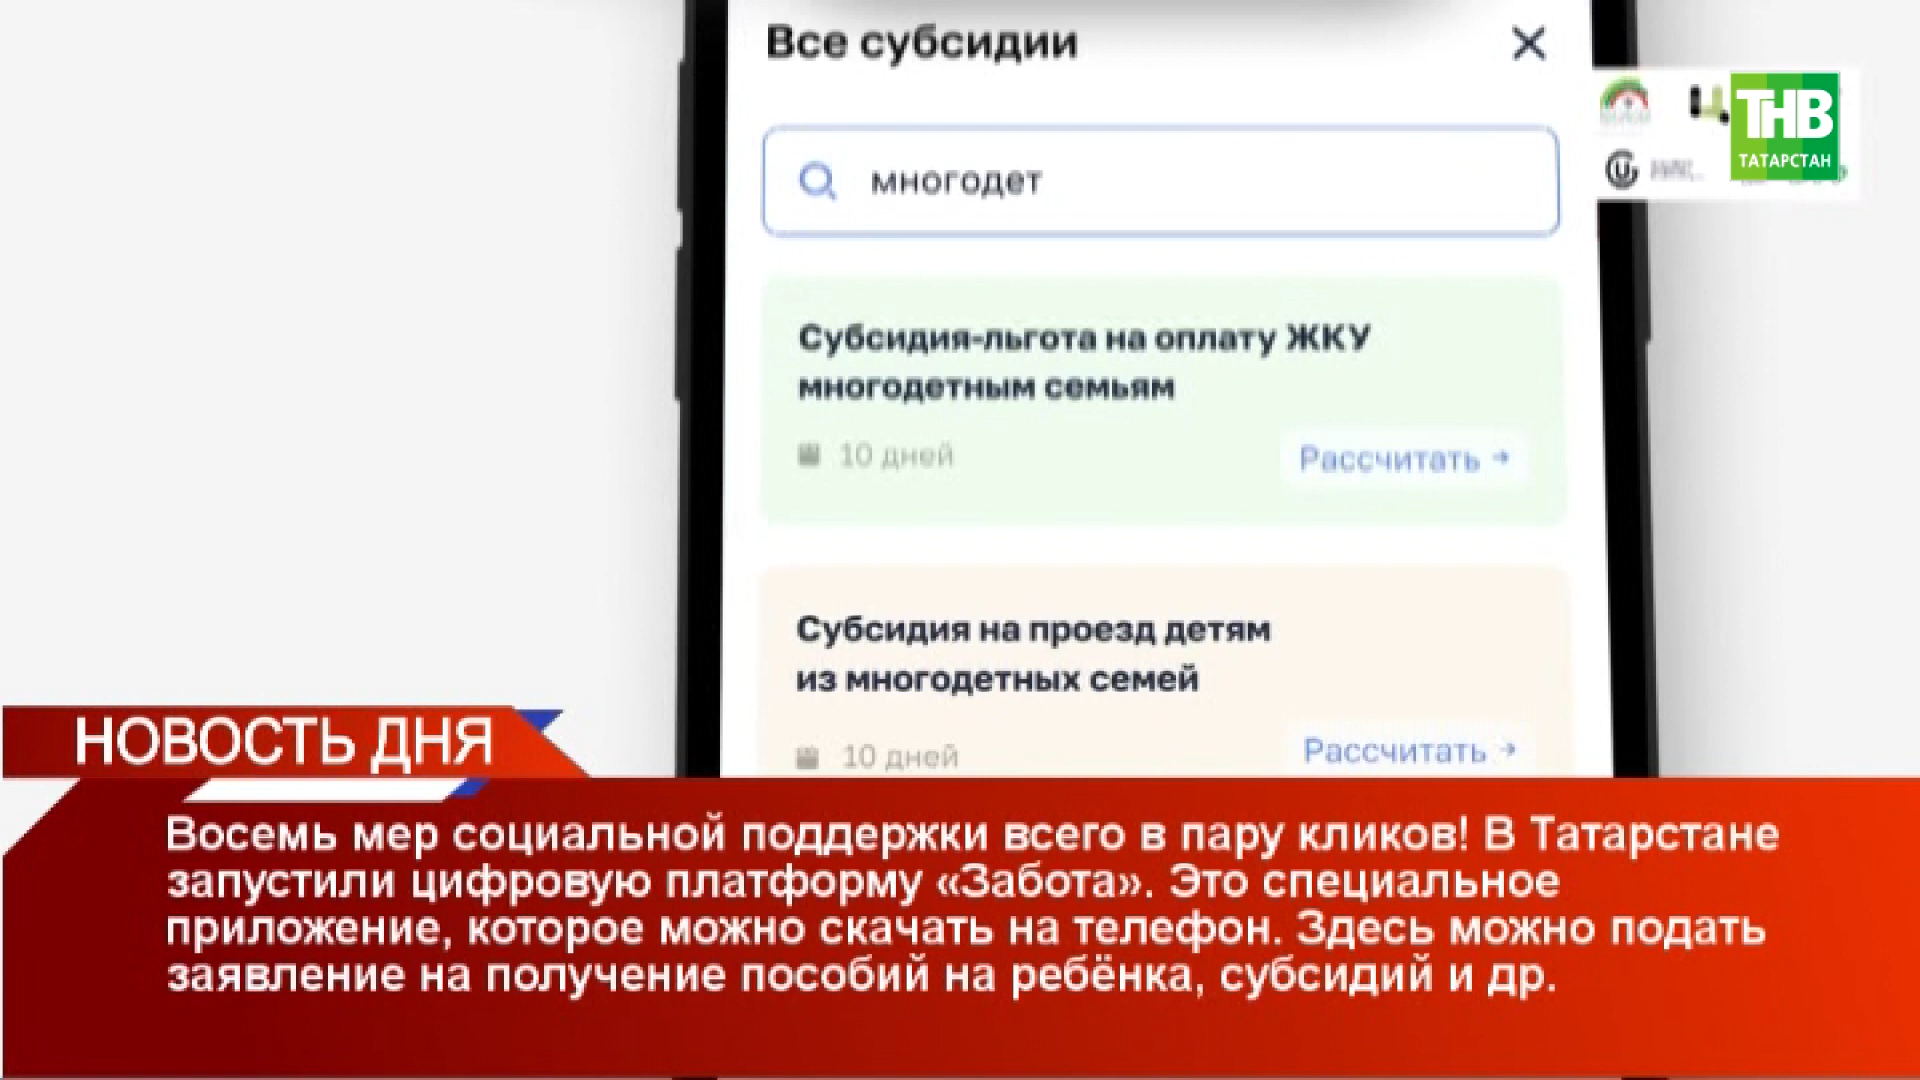 Все субсидии
ТНВ
ТАТАРСТАН
многодет
Субсидия-льгота на оплату ЖКУ
многодетным семьям
10 дней
Рассчитать →
Субсидия на проезд детям
из многодетных семей
10 дней
Рассчитать →
НОВОСТЬ ДНЯ
Восемь мер социальной поддержки всего в пару кликов! В Татарстане
запустили цифровую платформу «Забота». Это специальное
приложение, которое можно скачать на телефон. Здесь можно подать
заявление на получение пособий на ребёнка, субсидий и др.